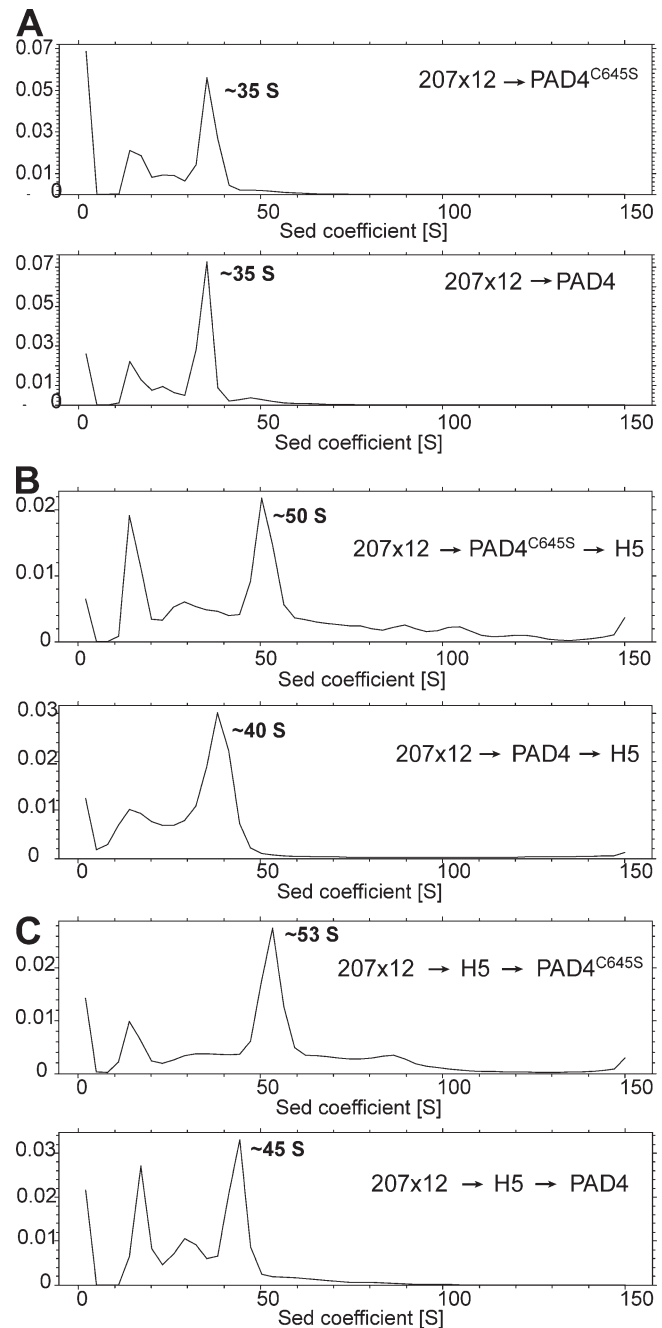 A
0.07
0.05
0.03
0.01
- 0
~35 S
207x12 → PAD4C645S
0 50 100 150
Sed coefficient [S]
0.07
0.05
0.03
0.01
- 0
~35 S
207x12 → PAD4
0 50 100 150
Sed coefficient [S]
B
0.02
0.01
0
~50 S
207x12 → PAD4C645S → H5
0 50 100 150
Sed coefficient [S]
0.03
0.02
0.01
0
~40 S
207x12 → PAD4 → H5
0 50 100 150
Sed coefficient [S]
C
0.02
0.01
0
~53 S
207x12 → H5 → PAD4C645S
0 50 100 150
Sed coefficient [S]
0.03
0.02
0.01
0
~45 S
207x12 → H5 → PAD4
0 50 100 150
Sed coefficient [S]